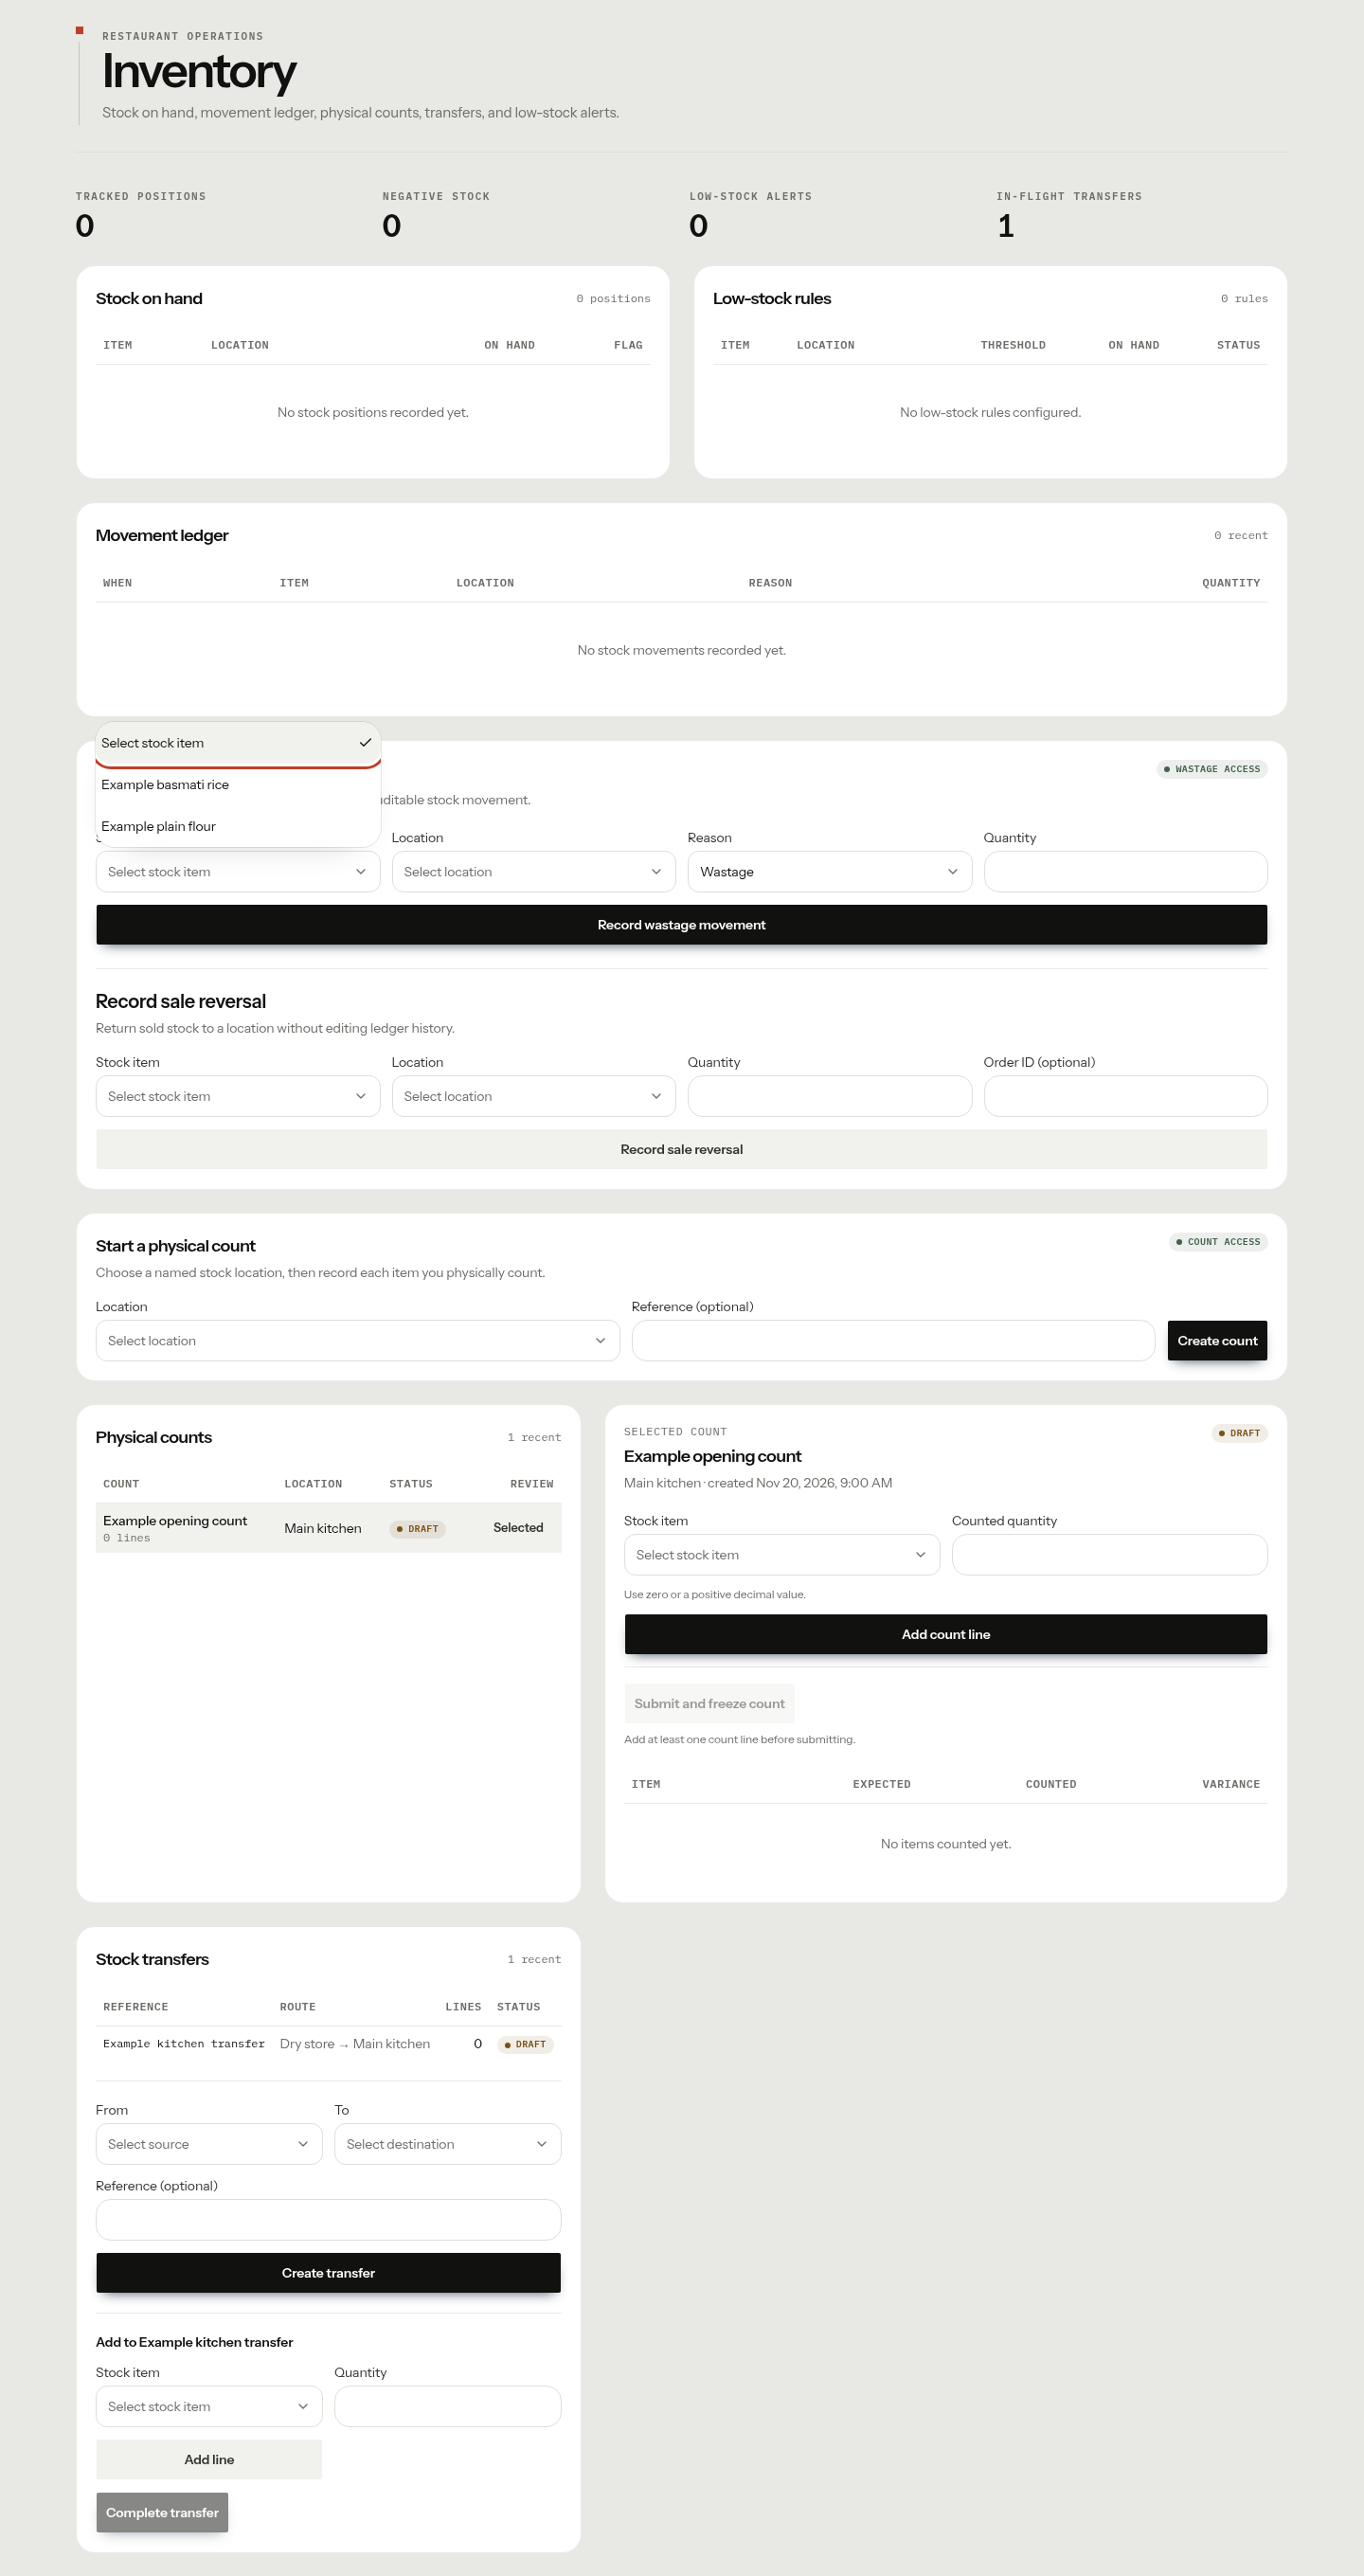 RESTAURANT OPERATIONS
Inventory
Stock on hand, movement ledger, physical counts, transfers, and low-stock alerts.
TRACKED POSITIONS NEGATIVE STOCK LOW-STOCK ALERTS IN-FLIGHT TRANSFERS
0 0 0 1
Stock on hand 0 positions
ITEM LOCATION ON HAND FLAG
No stock positions recorded yet.
Low-stock rules 0 rules
ITEM LOCATION THRESHOLD ON HAND STATUS
No low-stock rules configured.
Movement ledger 0 recent
WHEN ITEM LOCATION REASON QUANTITY
No stock movements recorded yet.
Select stock item
Example basmati rice
Example plain flour
WASTAGE ACCESS
uditable stock movement.
Location Reason Quantity
Select stock item Select location Wastage
Record wastage movement
Record sale reversal
Return sold stock to a location without editing ledger history.
Stock item Location Quantity Order ID (optional)
Select stock item Select location
Record sale reversal
Start a physical count COUNT ACCESS
Choose a named stock location, then record each item you physically count.
Location Reference (optional)
Select location Create count
Physical counts 1 recent
COUNT LOCATION STATUS REVIEW
Example opening count Main kitchen DRAFT Selected
0 lines
SELECTED COUNT DRAFT
Example opening count
Main kitchen · created Nov 20, 2026, 9:00 AM
Stock item Counted quantity
Select stock item
Use zero or a positive decimal value.
Add count line
Submit and freeze count
Add at least one count line before submitting.
ITEM EXPECTED COUNTED VARIANCE
No items counted yet.
Stock transfers 1 recent
REFERENCE ROUTE LINES STATUS
Example kitchen transfer Dry store → Main kitchen 0 DRAFT
From To
Select source Select destination
Reference (optional)
Create transfer
Add to Example kitchen transfer
Stock item Quantity
Select stock item
Add line
Complete transfer